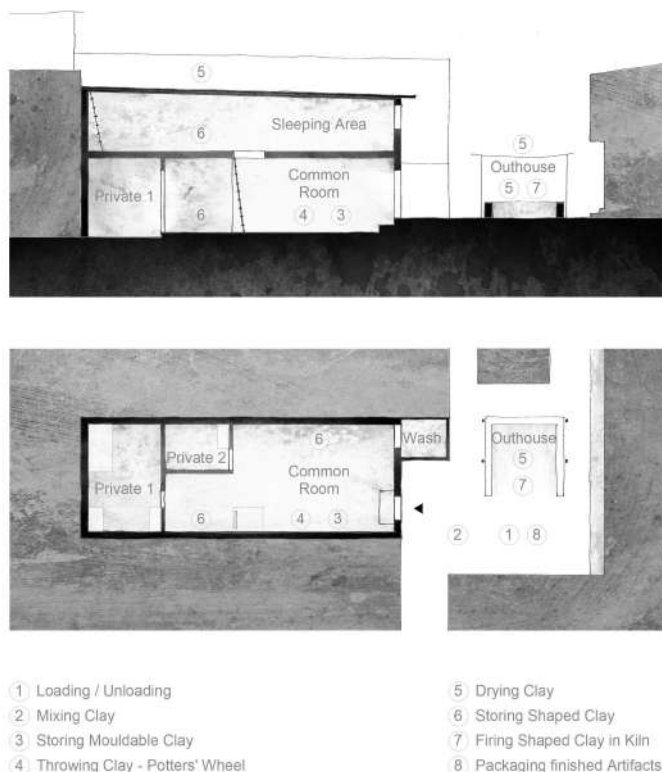 5
6 Sleeping Area
Private 1
6
Common
Room
4 3
5
Outhouse
5 7
6
Wash
Private 2
Private 1
Common
Room
6
4 3
Outhouse
5
7
2
1 8
1 Loading / Unloading
2 Mixing Clay
3 Storing Mouldable Clay
4 Throwing Clay - Potters' Wheel
5 Drying Clay
6 Storing Shaped Clay
7 Firing Shaped Clay in Kiln
8 Packaging finished Artifacts